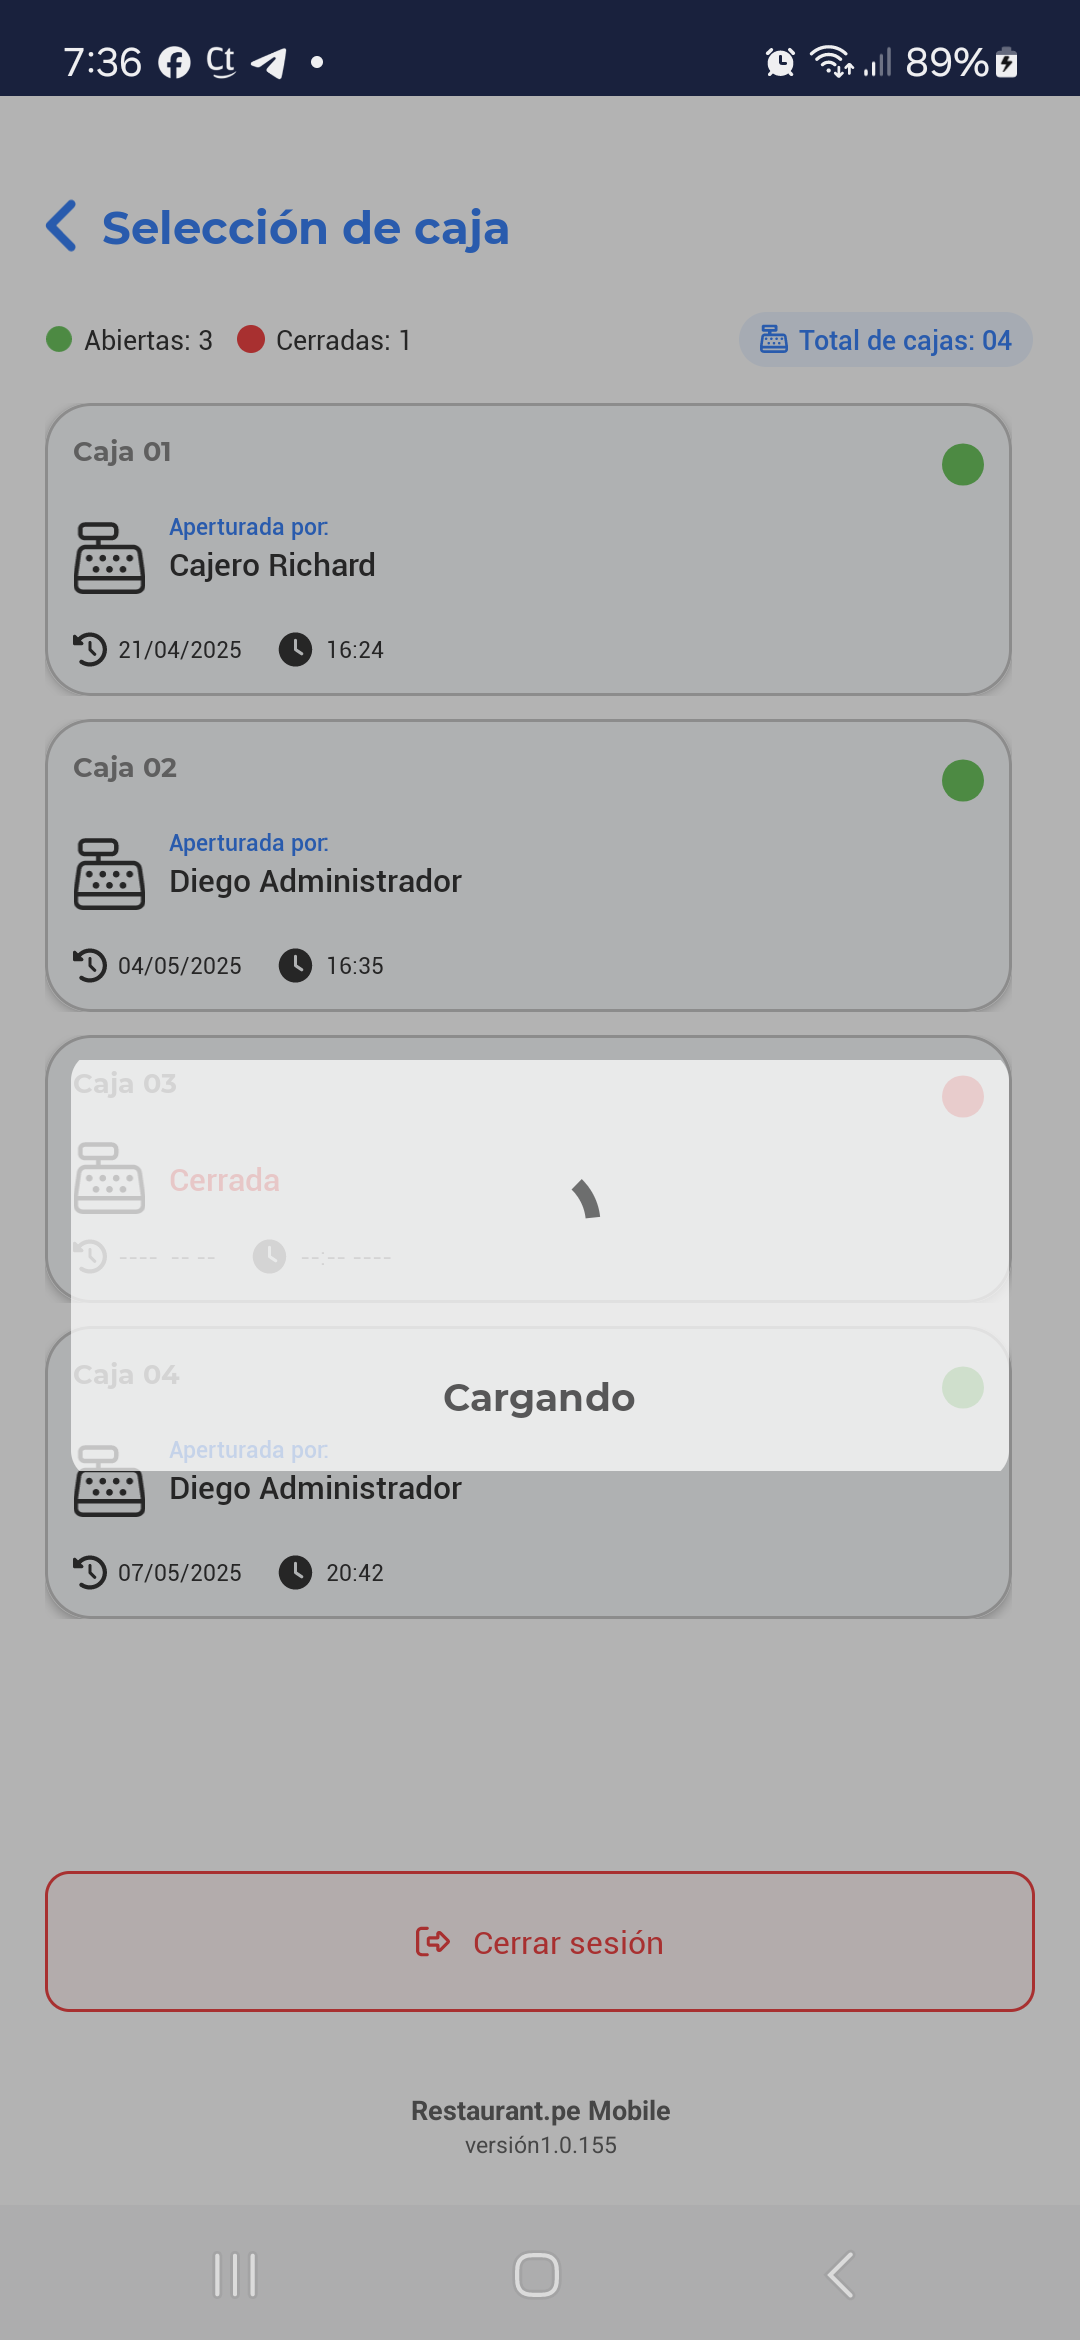 7:36 Ct 89%
Selección de caja
Abiertas: 3 Cerradas: 1 Total de cajas: 04
Caja 01
Aperturada por:
Cajero Richard
21/04/2025 16:24
Caja 02
Aperturada por:
Diego Administrador
04/05/2025 16:35
Caja 03
Cerrada
---- -- -- --:-- ----
Caja 04
Cargando
Aperturada por:
Diego Administrador
07/05/2025 20:42
Cerrar sesión
Restaurant.pe Mobile
versión1.0.155